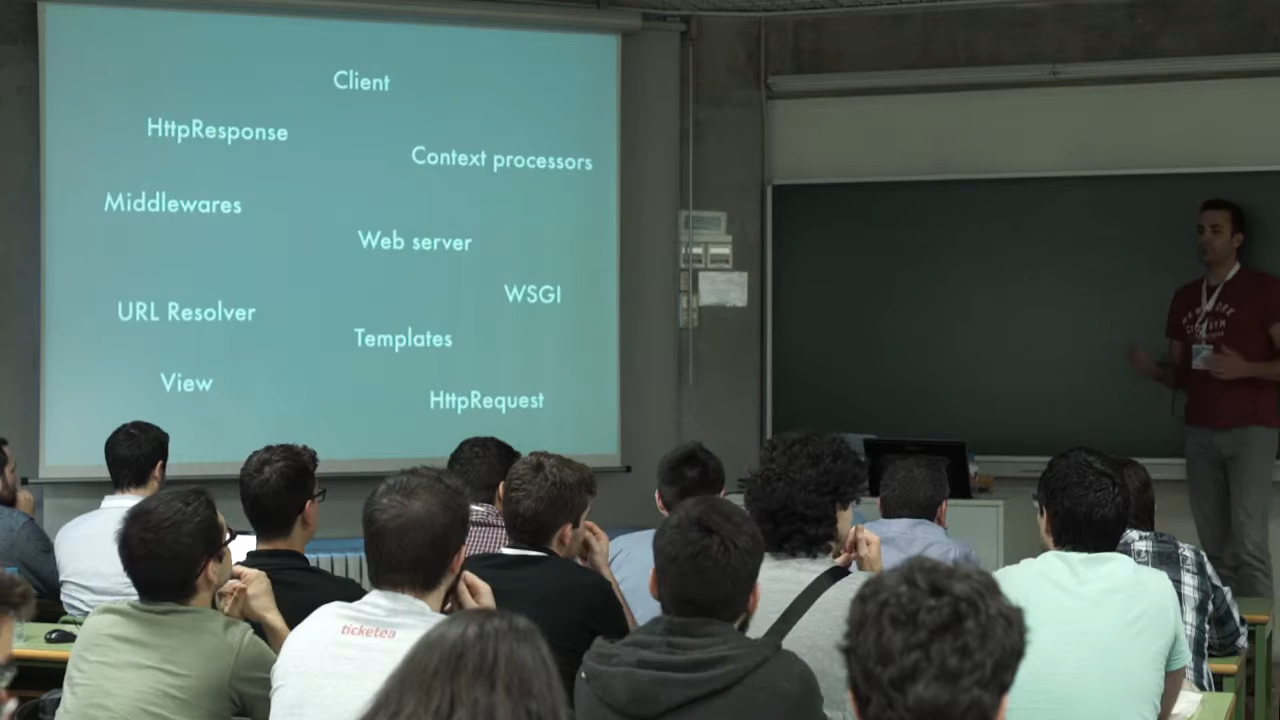 Client
HttpResponse
Context processors
Middlewares
Web server
WSGI
URL Resolver
Templates
View
HttpRequest
ticketea